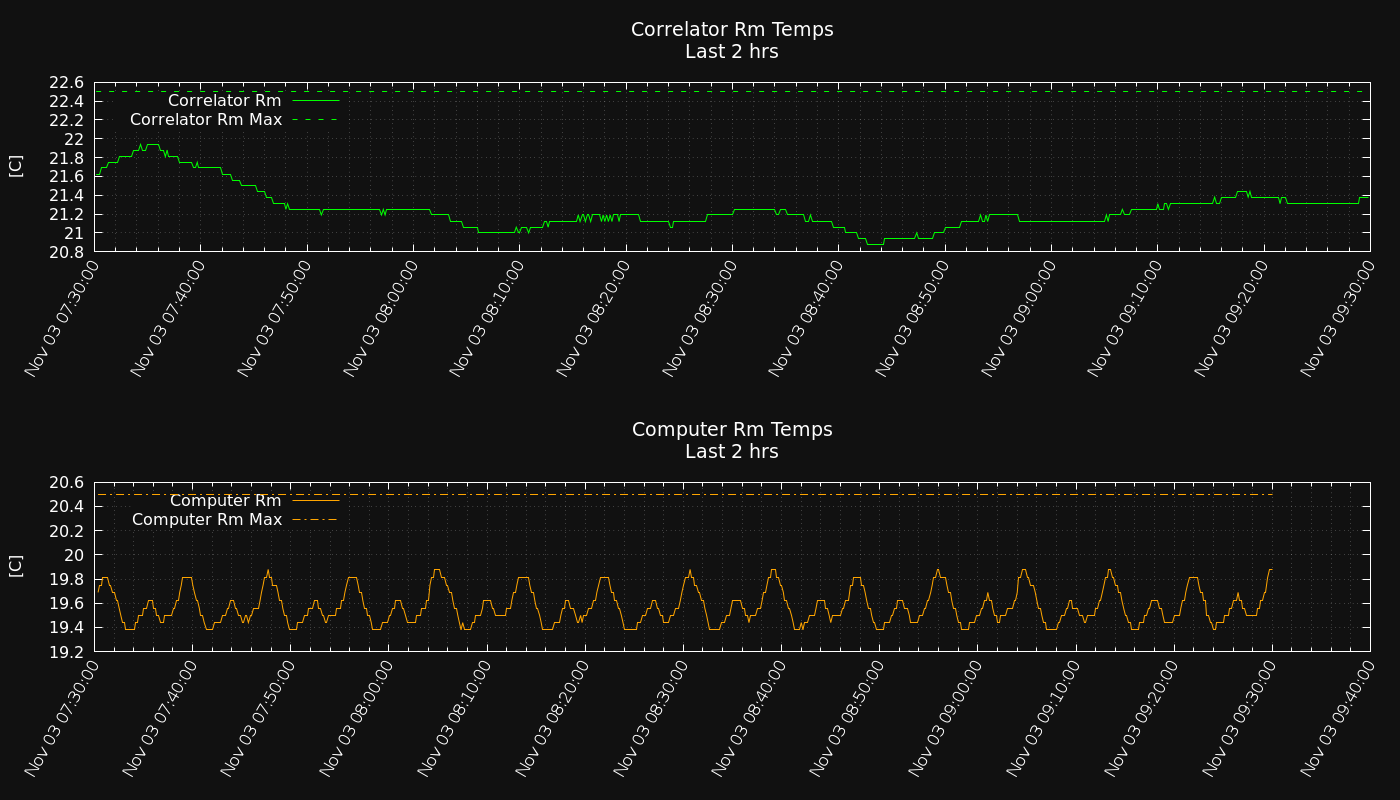 Correlator Rm Temps
Last 2 hrs
[C]
22.6
22.4
22.2
22
21.8
21.6
21.4
21.2
21
20.8
Correlator Rm
Correlator Rm Max
Nov 03 07:30:00
Nov 03 07:40:00
Nov 03 07:50:00
Nov 03 08:00:00
Nov 03 08:10:00
Nov 03 08:20:00
Nov 03 08:30:00
Nov 03 08:40:00
Nov 03 08:50:00
Nov 03 09:00:00
Nov 03 09:10:00
Nov 03 09:20:00
Nov 03 09:30:00
Computer Rm Temps
Last 2 hrs
[C]
20.6
20.4
20.2
20
19.8
19.6
19.4
19.2
Computer Rm
Computer Rm Max
Nov 03 07:30:00
Nov 03 07:40:00
Nov 03 07:50:00
Nov 03 08:00:00
Nov 03 08:10:00
Nov 03 08:20:00
Nov 03 08:30:00
Nov 03 08:40:00
Nov 03 08:50:00
Nov 03 09:00:00
Nov 03 09:10:00
Nov 03 09:20:00
Nov 03 09:30:00
Nov 03 09:40:00